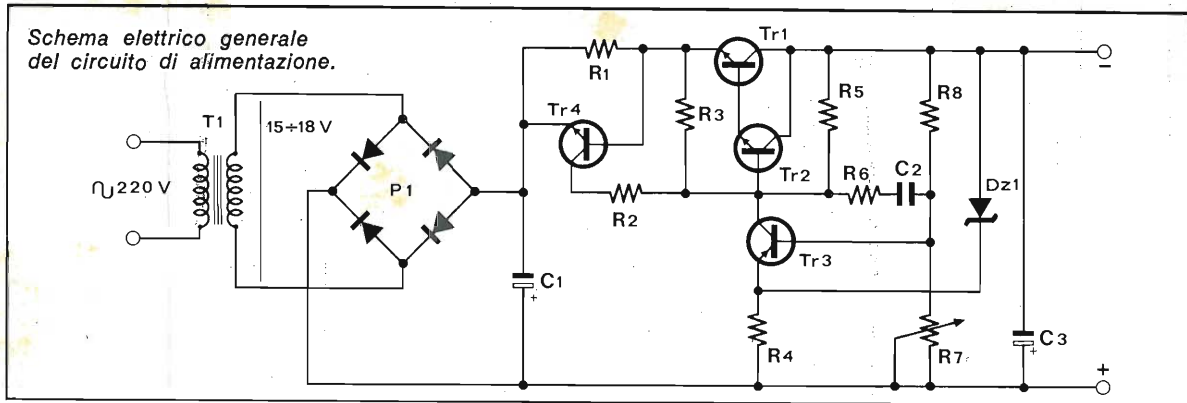 Schema elettrico generale
del circuito di alimentazione.
T1
∿220 V
15÷18 V
P1
C1
+
R1
Tr4
R2
R3
Tr1
Tr2
Tr3
R4
R5
R6
C2
R8
R7
Dz1
C3
+
−
+